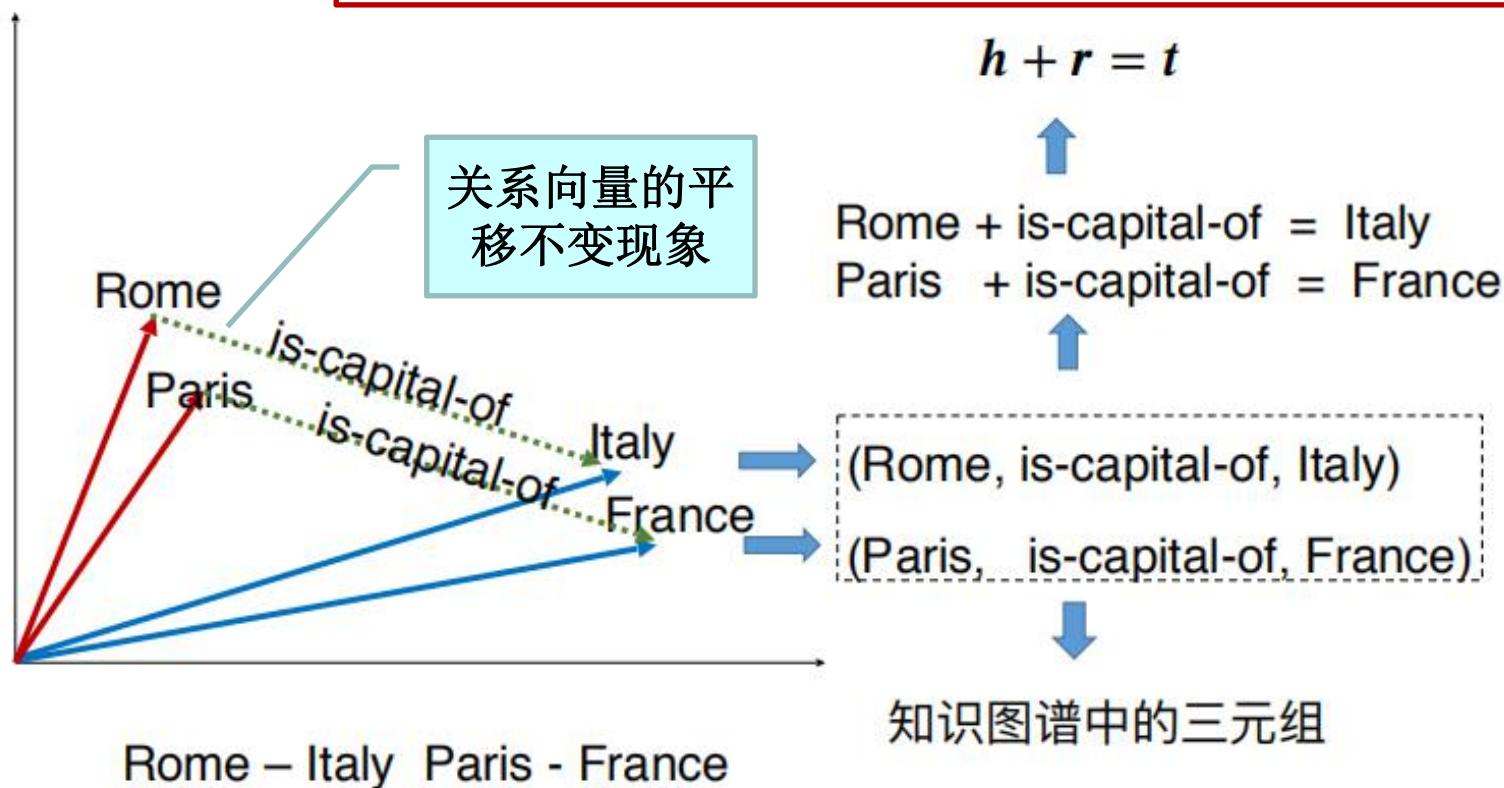 h + r = t
关系向量的平
移不变现象
Rome + is-capital-of = Italy
Paris + is-capital-of = France
Rome
is-capital-of
Paris
is-capital-of
Italy
France
(Rome, is-capital-of, Italy)
(Paris, is-capital-of, France)
知识图谱中的三元组
Rome – Italy Paris - France